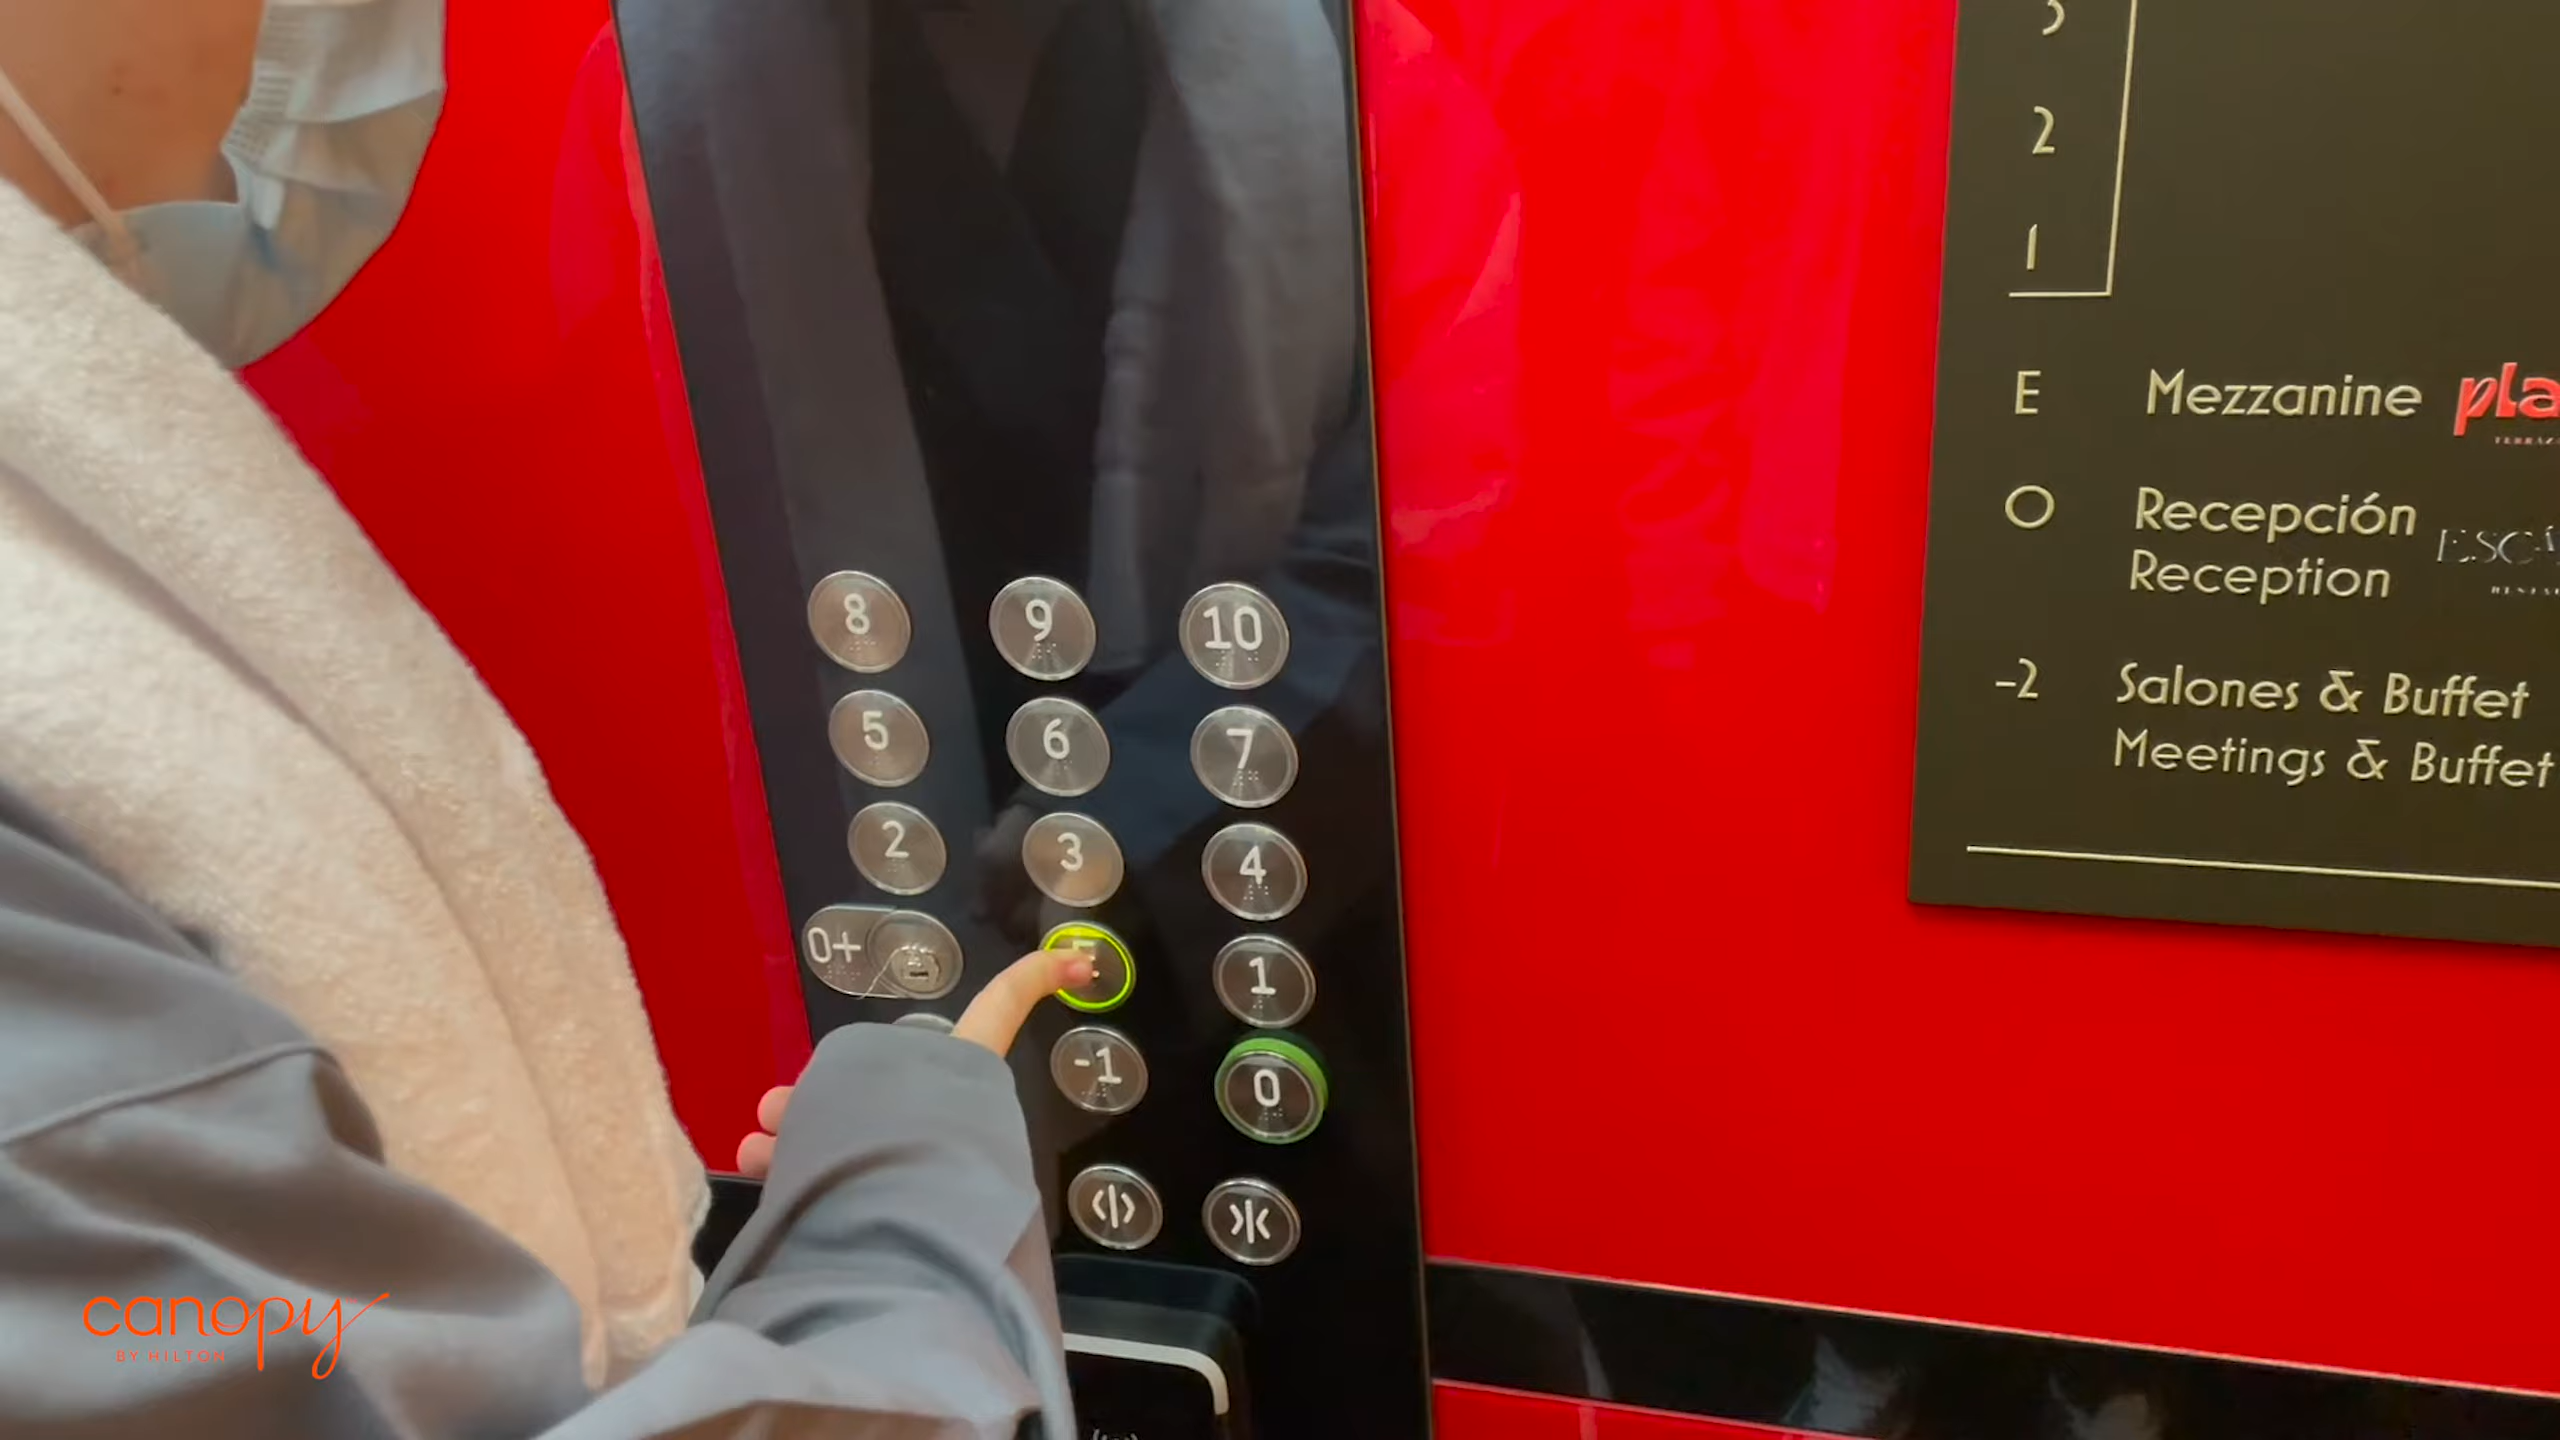 3
2
1
E Mezzanine pla
O Recepción
Reception
-2 Salones & Buffet
Meetings & Buffet
8 9 10
5 6 7
2 3 4
0+ 1
-1 0
canopy
BY HILTON